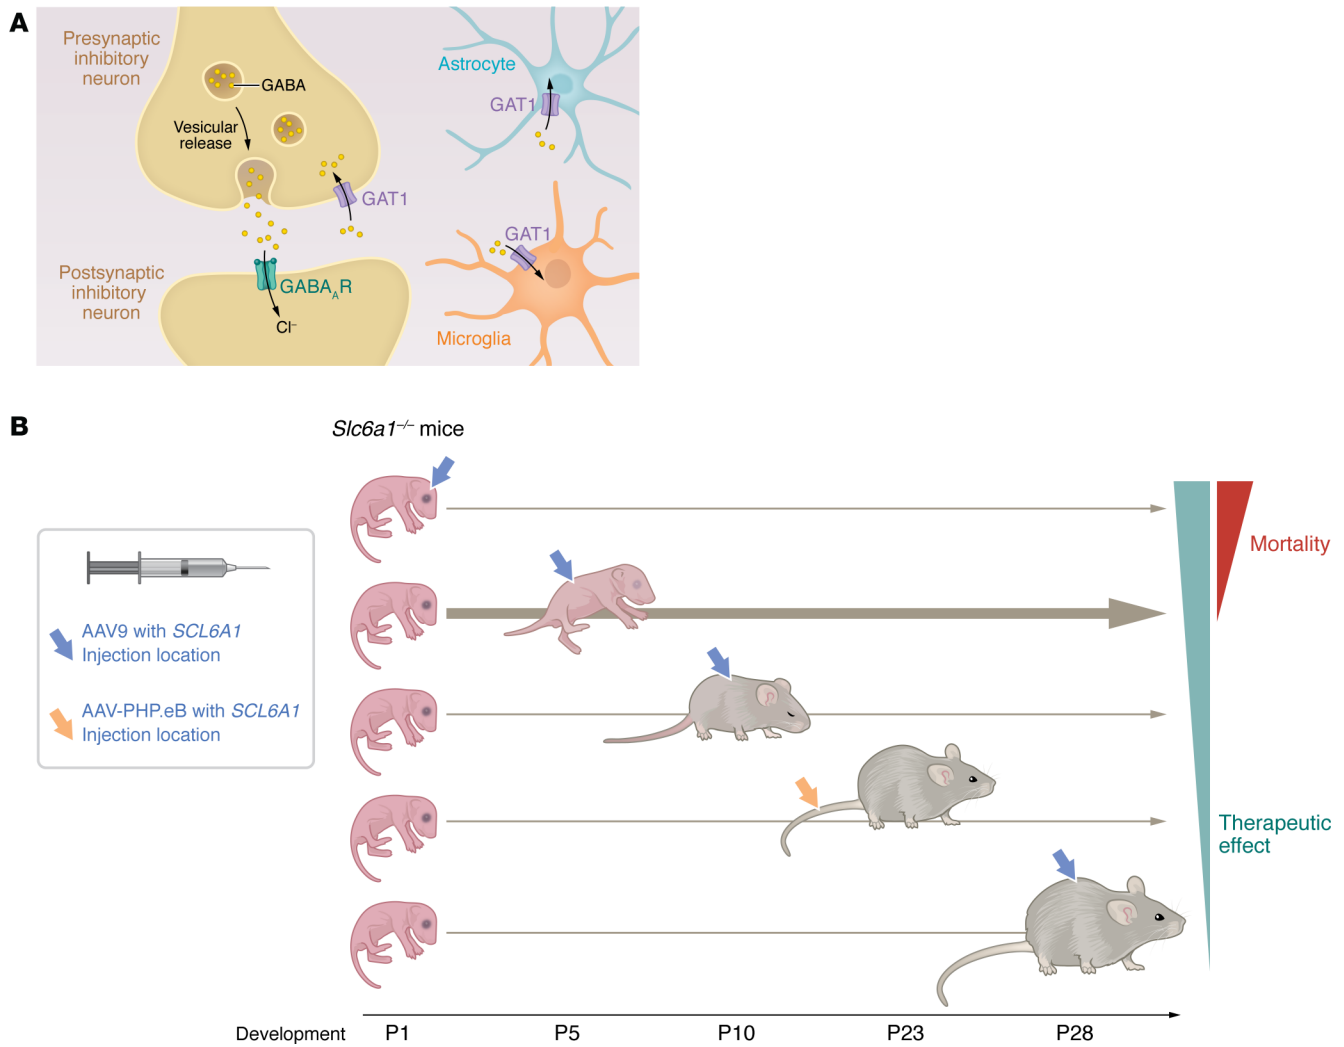 A
Presynaptic
inhibitory
neuron
GABA
Vesicular
release
GAT1
Postsynaptic
inhibitory
neuron
GABA_AR
Cl–
Astrocyte
GAT1
GAT1
Microglia
B
Slc6a1–/– mice
AAV9 with SCL6A1
Injection location
AAV-PHP.eB with SCL6A1
Injection location
Mortality
Therapeutic
effect
Development P1 P5 P10 P23 P28